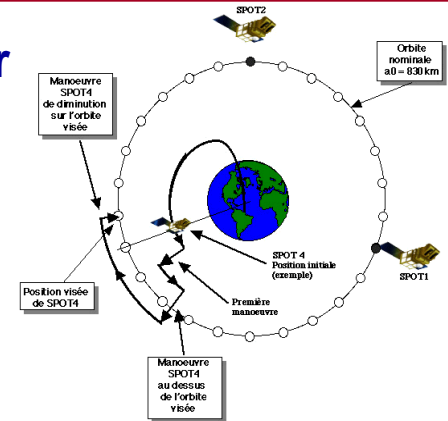 r
SPOT2
Orbite
nominale
a0 = 830 km
Manoeuvre
SPOT4
de diminution
sur l'orbite
visée
SPOT 4
Position initiale
(exemple)
SPOT1
Position visée
de SPOT4
Première
manoeuvre
Manoeuvre
SPOT4
au dessus
de l'orbite
visée